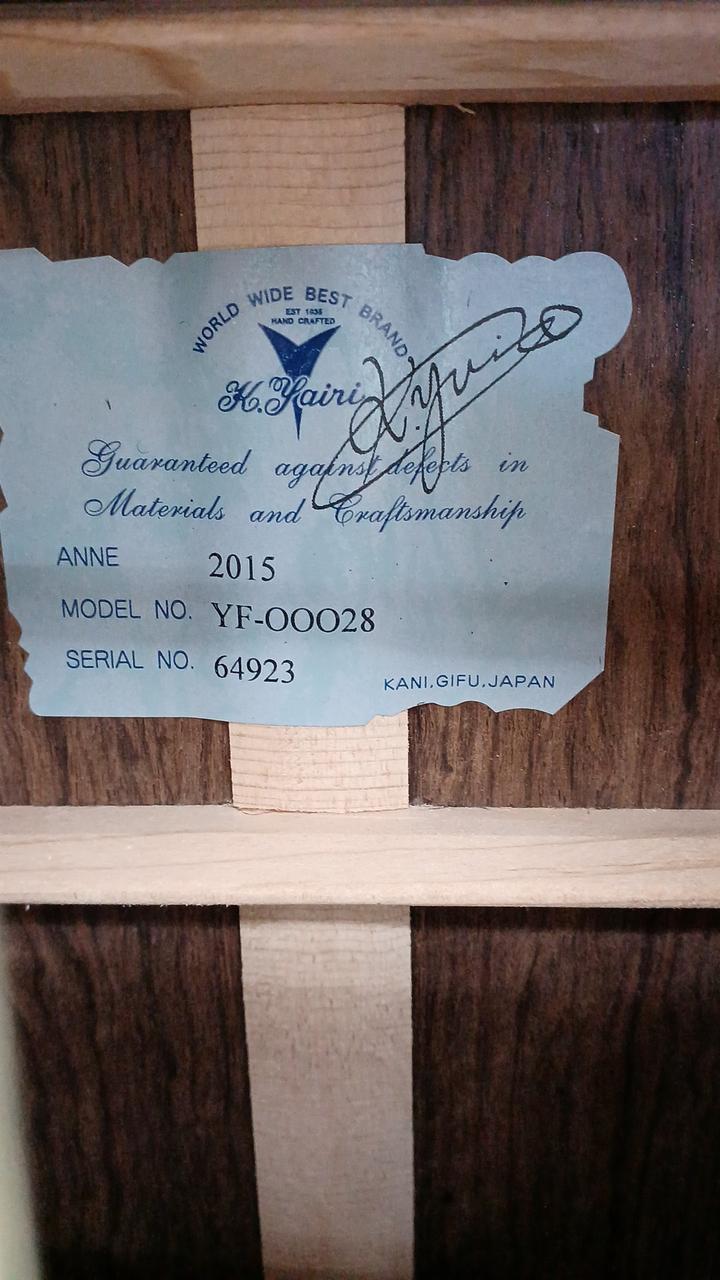 WORLD WIDE BEST BRAND
EST 1935
HAND CRAFTED
K.Yairi
K.Yairi
Guaranteed against defects in
Materials and Craftsmanship
ANNE 2015
MODEL NO. YF-OOO28
SERIAL NO. 64923
KANI.GIFU.JAPAN